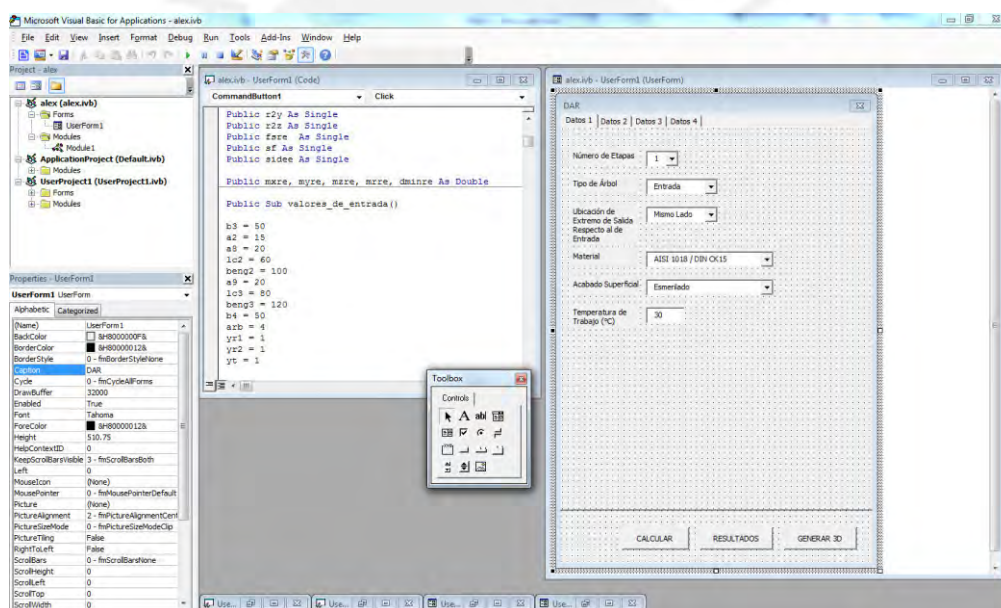 Microsoft Visual Basic for Applications - alex.ivb
File Edit View Insert Format Debug Run Tools Add-Ins Window Help
Project - alex
alex (alex.ivb)
Forms
UserForm1
Modules
Module1
ApplicationProject (Default.ivb)
Modules
UserProject1 (UserProject1.ivb)
Forms
Modules
Properties - UserForm1
UserForm1 UserForm
Alphabetic Categorized
(Name) UserForm1
BackColor &H8000000F&
BorderColor &H80000012&
BorderStyle 0 - fmBorderStyleNone
Caption DAR
Cycle 0 - fmCycleAllForms
DrawBuffer 32000
Enabled True
Font Tahoma
ForeColor &H80000012&
Height 510.75
HelpContextID 0
KeepScrollBarsVisible 3 - fmScrollBarsBoth
Left 0
MouseIcon (None)
MousePointer 0 - fmMousePointerDefault
Picture (None)
PictureAlignment 2 - fmPictureAlignmentCent
PictureSizeMode 0 - fmPictureSizeModeClip
PictureTiling False
RightToLeft False
ScrollBars 0 - fmScrollBarsNone
ScrollHeight 0
ScrollLeft 0
ScrollTop 0
ScrollWidth 0
alex.ivb - UserForm1 (Code)
CommandButton1 Click
Public r2y As Single
Public r2z As Single
Public fsre As Single
Public sf As Single
Public sidee As Single
Public mxre, myre, mzre, mrre, dminre As Double
Public Sub valores_de_entrada()
b3 = 50
a2 = 15
a8 = 20
lc2 = 60
beng2 = 100
a9 = 20
lc3 = 80
beng3 = 120
b4 = 50
arb = 4
yr1 = 1
yr2 = 1
yt = 1
Toolbox
Controls
alex.ivb - UserForm1 (UserForm)
DAR
Datos 1 Datos 2 Datos 3 Datos 4
Número de Etapas 1
Tipo de Árbol Entrada
Ubicación de
Extremo de Salida
Respecto al de
Entrada
Mismo Lado
Material AISI 1018 / DIN CK15
Acabado Superficial Esmerilado
Temperatura de
Trabajo (ºC)
30
CALCULAR RESULTADOS GENERAR 3D
Use... Use... Use... Use...